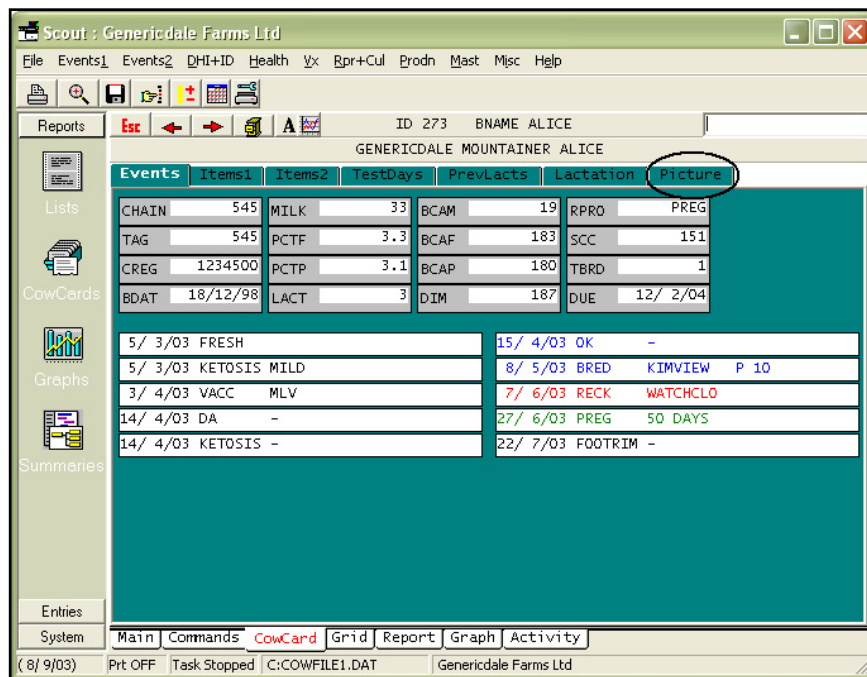 Scout : Genericdale Farms Ltd
File Events1 Events2 DHI+ID Health Vx Rpr+Cul Prodn Mast Misc Help
Reports Esc A ID 273 BNAME ALICE
GENERICDALE MOUNTAINER ALICE
Events Items1 Items2 TestDays PrevLacts Lactation Picture
Lists
CowCards
Graphs
Summaries
CHAIN 545 MILK 33 BCAM 19 RPRO PREG
TAG 545 PCTF 3.3 BCAF 183 SCC 151
CREG 1234500 PCTP 3.1 BCAP 180 TBRD 1
BDAT 18/12/98 LACT 3 DIM 187 DUE 12/ 2/04
5/ 3/03 FRESH
5/ 3/03 KETOSIS MILD
3/ 4/03 VACC MLV
14/ 4/03 DA -
14/ 4/03 KETOSIS -
15/ 4/03 OK -
8/ 5/03 BRED KIMVIEW P 10
7/ 6/03 RECK WATCHCLO
27/ 6/03 PREG 50 DAYS
22/ 7/03 FOOTRIM -
Entries
System Main Commands CowCard Grid Report Graph Activity
( 8/ 9/03) Prt OFF Task Stopped C:COWFILE1.DAT Genericdale Farms Ltd